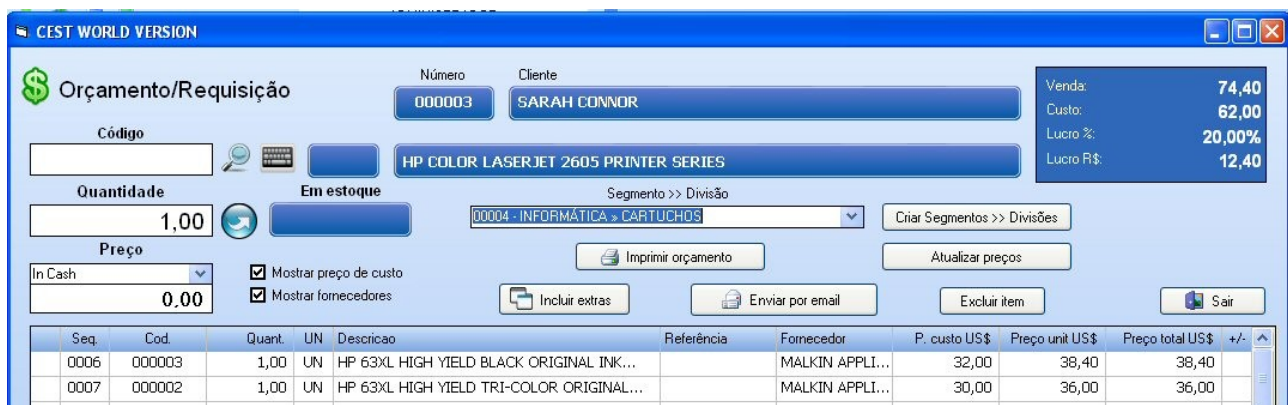 CEST WORLD VERSION
Orçamento/Requisição
Número
Cliente
000003
SARAH CONNOR
Venda: 74,40
Custo: 62,00
Lucro %: 20,00%
Lucro R$: 12,40
Código
HP COLOR LASERJET 2605 PRINTER SERIES
Quantidade
Em estoque
Segmento >> Divisão
1,00
00004 - INFORMÁTICA » CARTUCHOS
Criar Segmentos >> Divisões
Preço
Imprimir orçamento
Atualizar preços
In Cash
Mostrar preço de custo
0,00
Mostrar fornecedores
Incluir extras
Enviar por email
Excluir item
Sair
Seq. Cod. Quant. UN Descricao Referência Fornecedor P. custo US$ Preço unit US$ Preço total US$ +/-
0006 000003 1,00 UN HP 63XL HIGH YIELD BLACK ORIGINAL INK... MALKIN APPLI... 32,00 38,40 38,40
0007 000002 1,00 UN HP 63XL HIGH YIELD TRI-COLOR ORIGINAL... MALKIN APPLI... 30,00 36,00 36,00